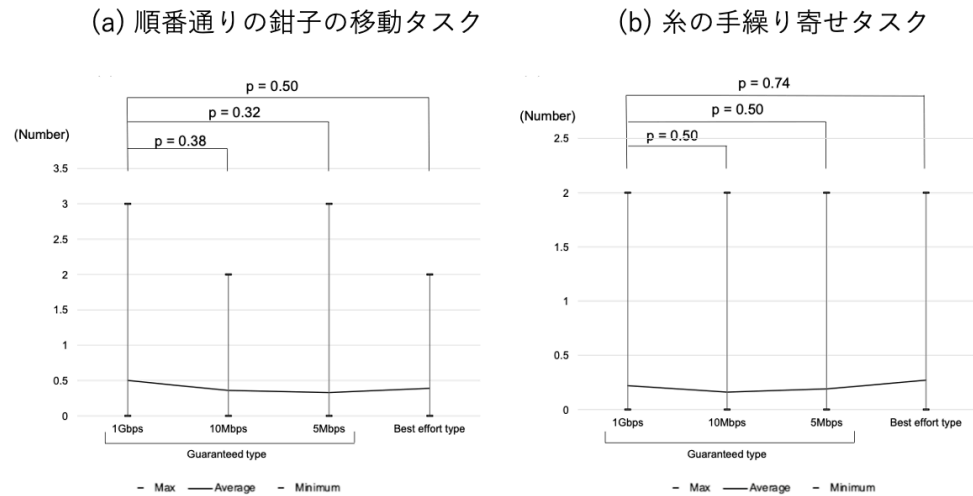 (a) 順番通りの鉗子の移動タスク
p = 0.50
p = 0.32
p = 0.38
(Number)
3.5
3
2.5
2
1.5
1
0.5
0
1Gbps 10Mbps 5Mbps Best effort type
Guaranteed type
Max Average Minimum
(b) 糸の手繰り寄せタスク
p = 0.74
p = 0.50
p = 0.50
(Number)
2.5
2
1.5
1
0.5
0
1Gbps 10Mbps 5Mbps Best effort type
Guaranteed type
Max Average Minimum